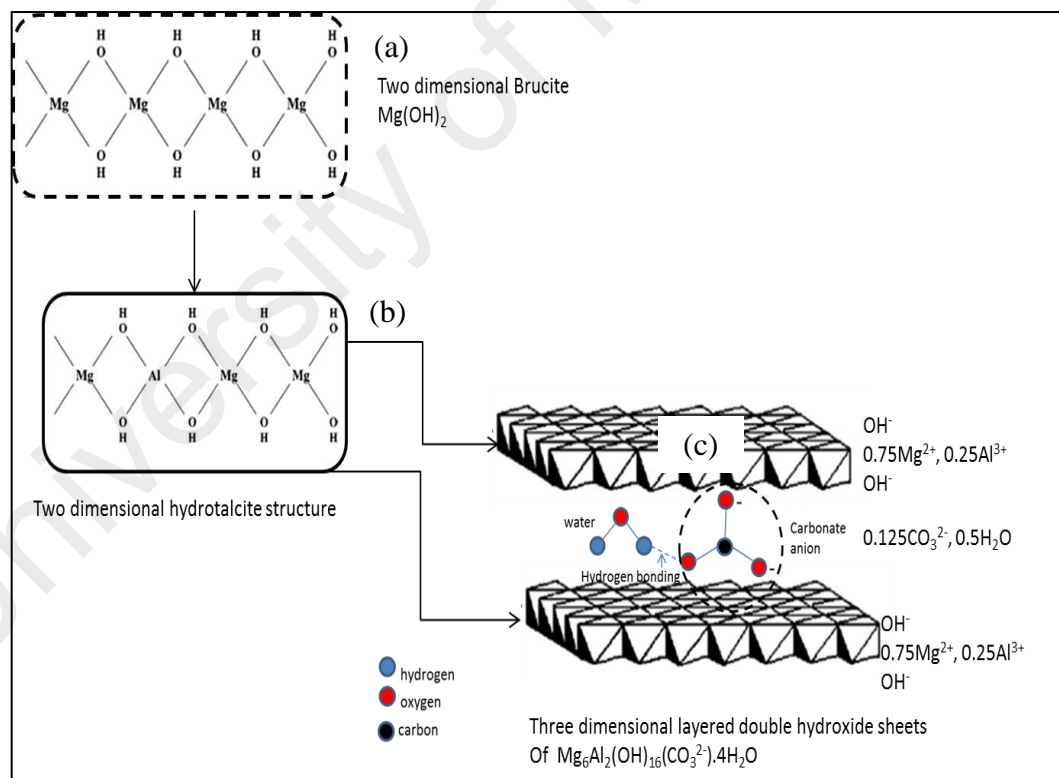 University of M
(a)
Two dimensional Brucite
Mg(OH)₂
H H H H
O O O O
Mg Mg Mg Mg
O O O O
H H H H
(b)
H H H H
O O O O
Mg Al Mg Mg
O O O O
H H H H
Two dimensional hydrotalcite structure
(c)
OH⁻
0.75Mg²⁺, 0.25Al³⁺
OH⁻
water
Hydrogen bonding
-
-
Carbonate
anion
0.125CO₃²⁻, 0.5H₂O
OH⁻
0.75Mg²⁺, 0.25Al³⁺
OH⁻
hydrogen
oxygen
carbon
Three dimensional layered double hydroxide sheets
Of Mg₆Al₂(OH)₁₆(CO₃²⁻).4H₂O